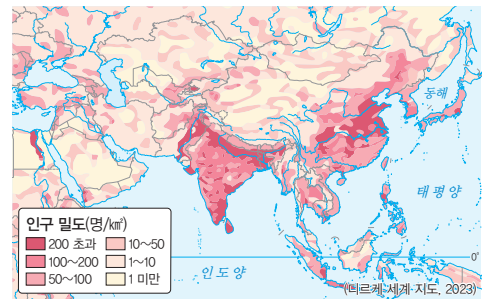 동해
태평양
인구 밀도(명/㎢)
200 초과
10～50
100～200
1～10
50～100
1 미만
인도양
0°
(디르케 세계 지도, 2023)